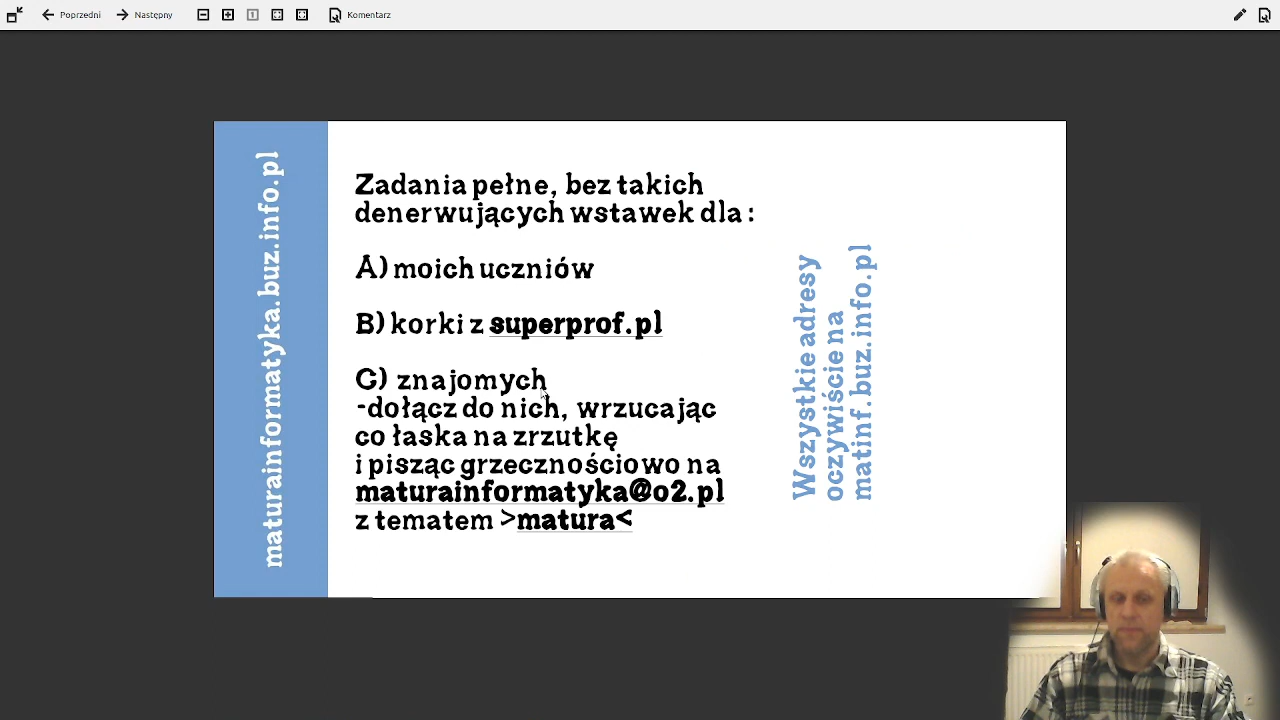 Poprzedni
Następny
1
Komentarz
maturainformatyka.buz.info.pl
Zadania pełne, bez takich
denerwujących wstawek dla :
A) moich uczniów
B) korki z superprof.pl
C) znajomych
-dołącz do nich, wrzucając
co łaska na zrzutkę
i pisząc grzecznościowo na
maturainformatyka@o2.pl
z tematem >matura<
Wszystkie adresy
oczywiście na
matinf.buz.info.pl